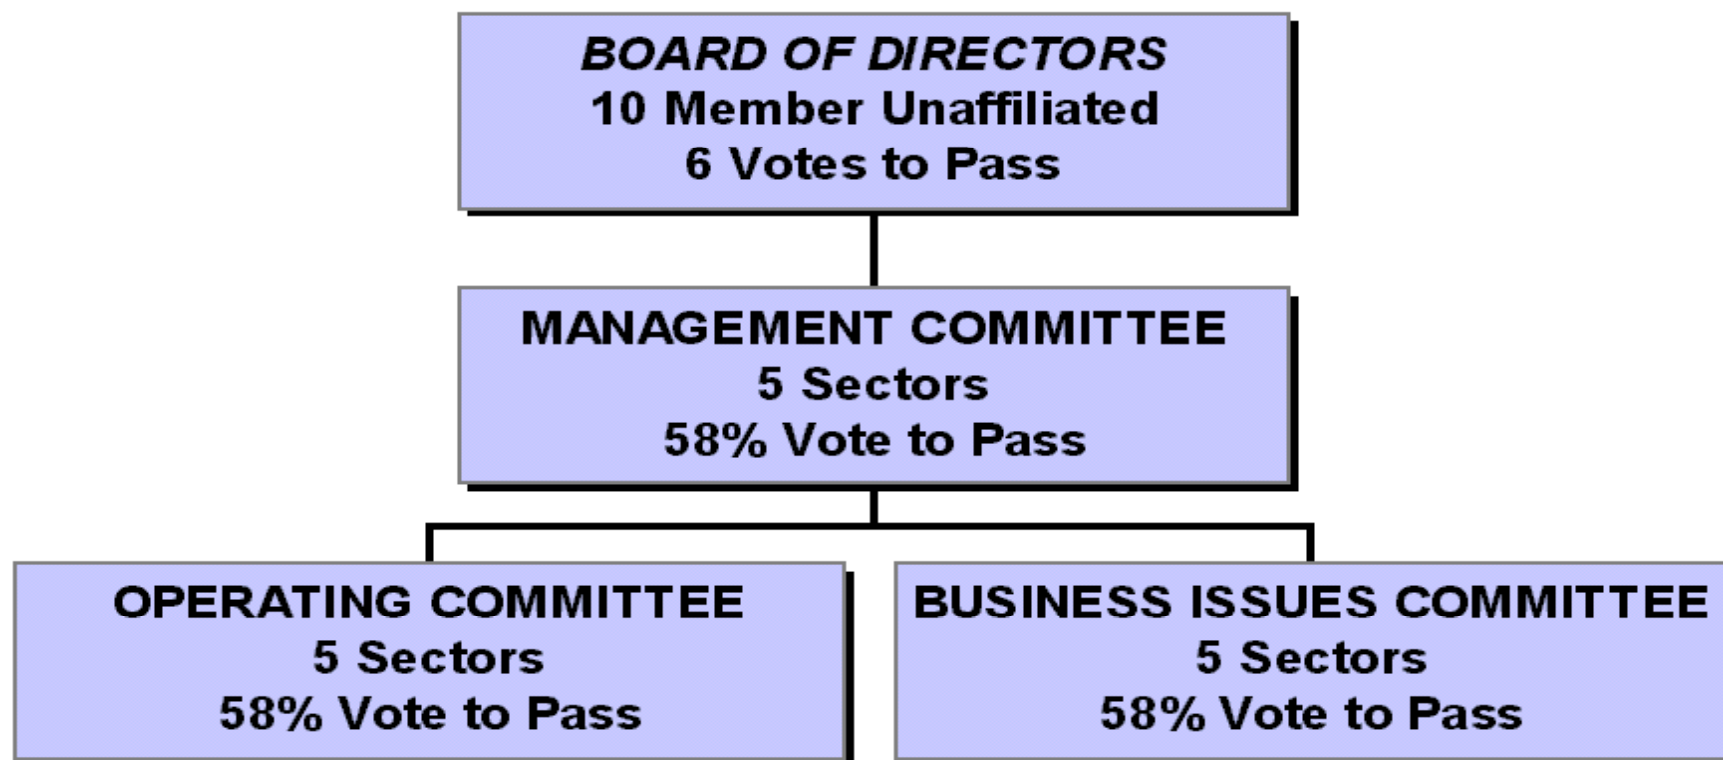 BOARD OF DIRECTORS
10 Member Unaffiliated
6 Votes to Pass
MANAGEMENT COMMITTEE
5 Sectors
58% Vote to Pass
OPERATING COMMITTEE
5 Sectors
58% Vote to Pass
BUSINESS ISSUES COMMITTEE
5 Sectors
58% Vote to Pass